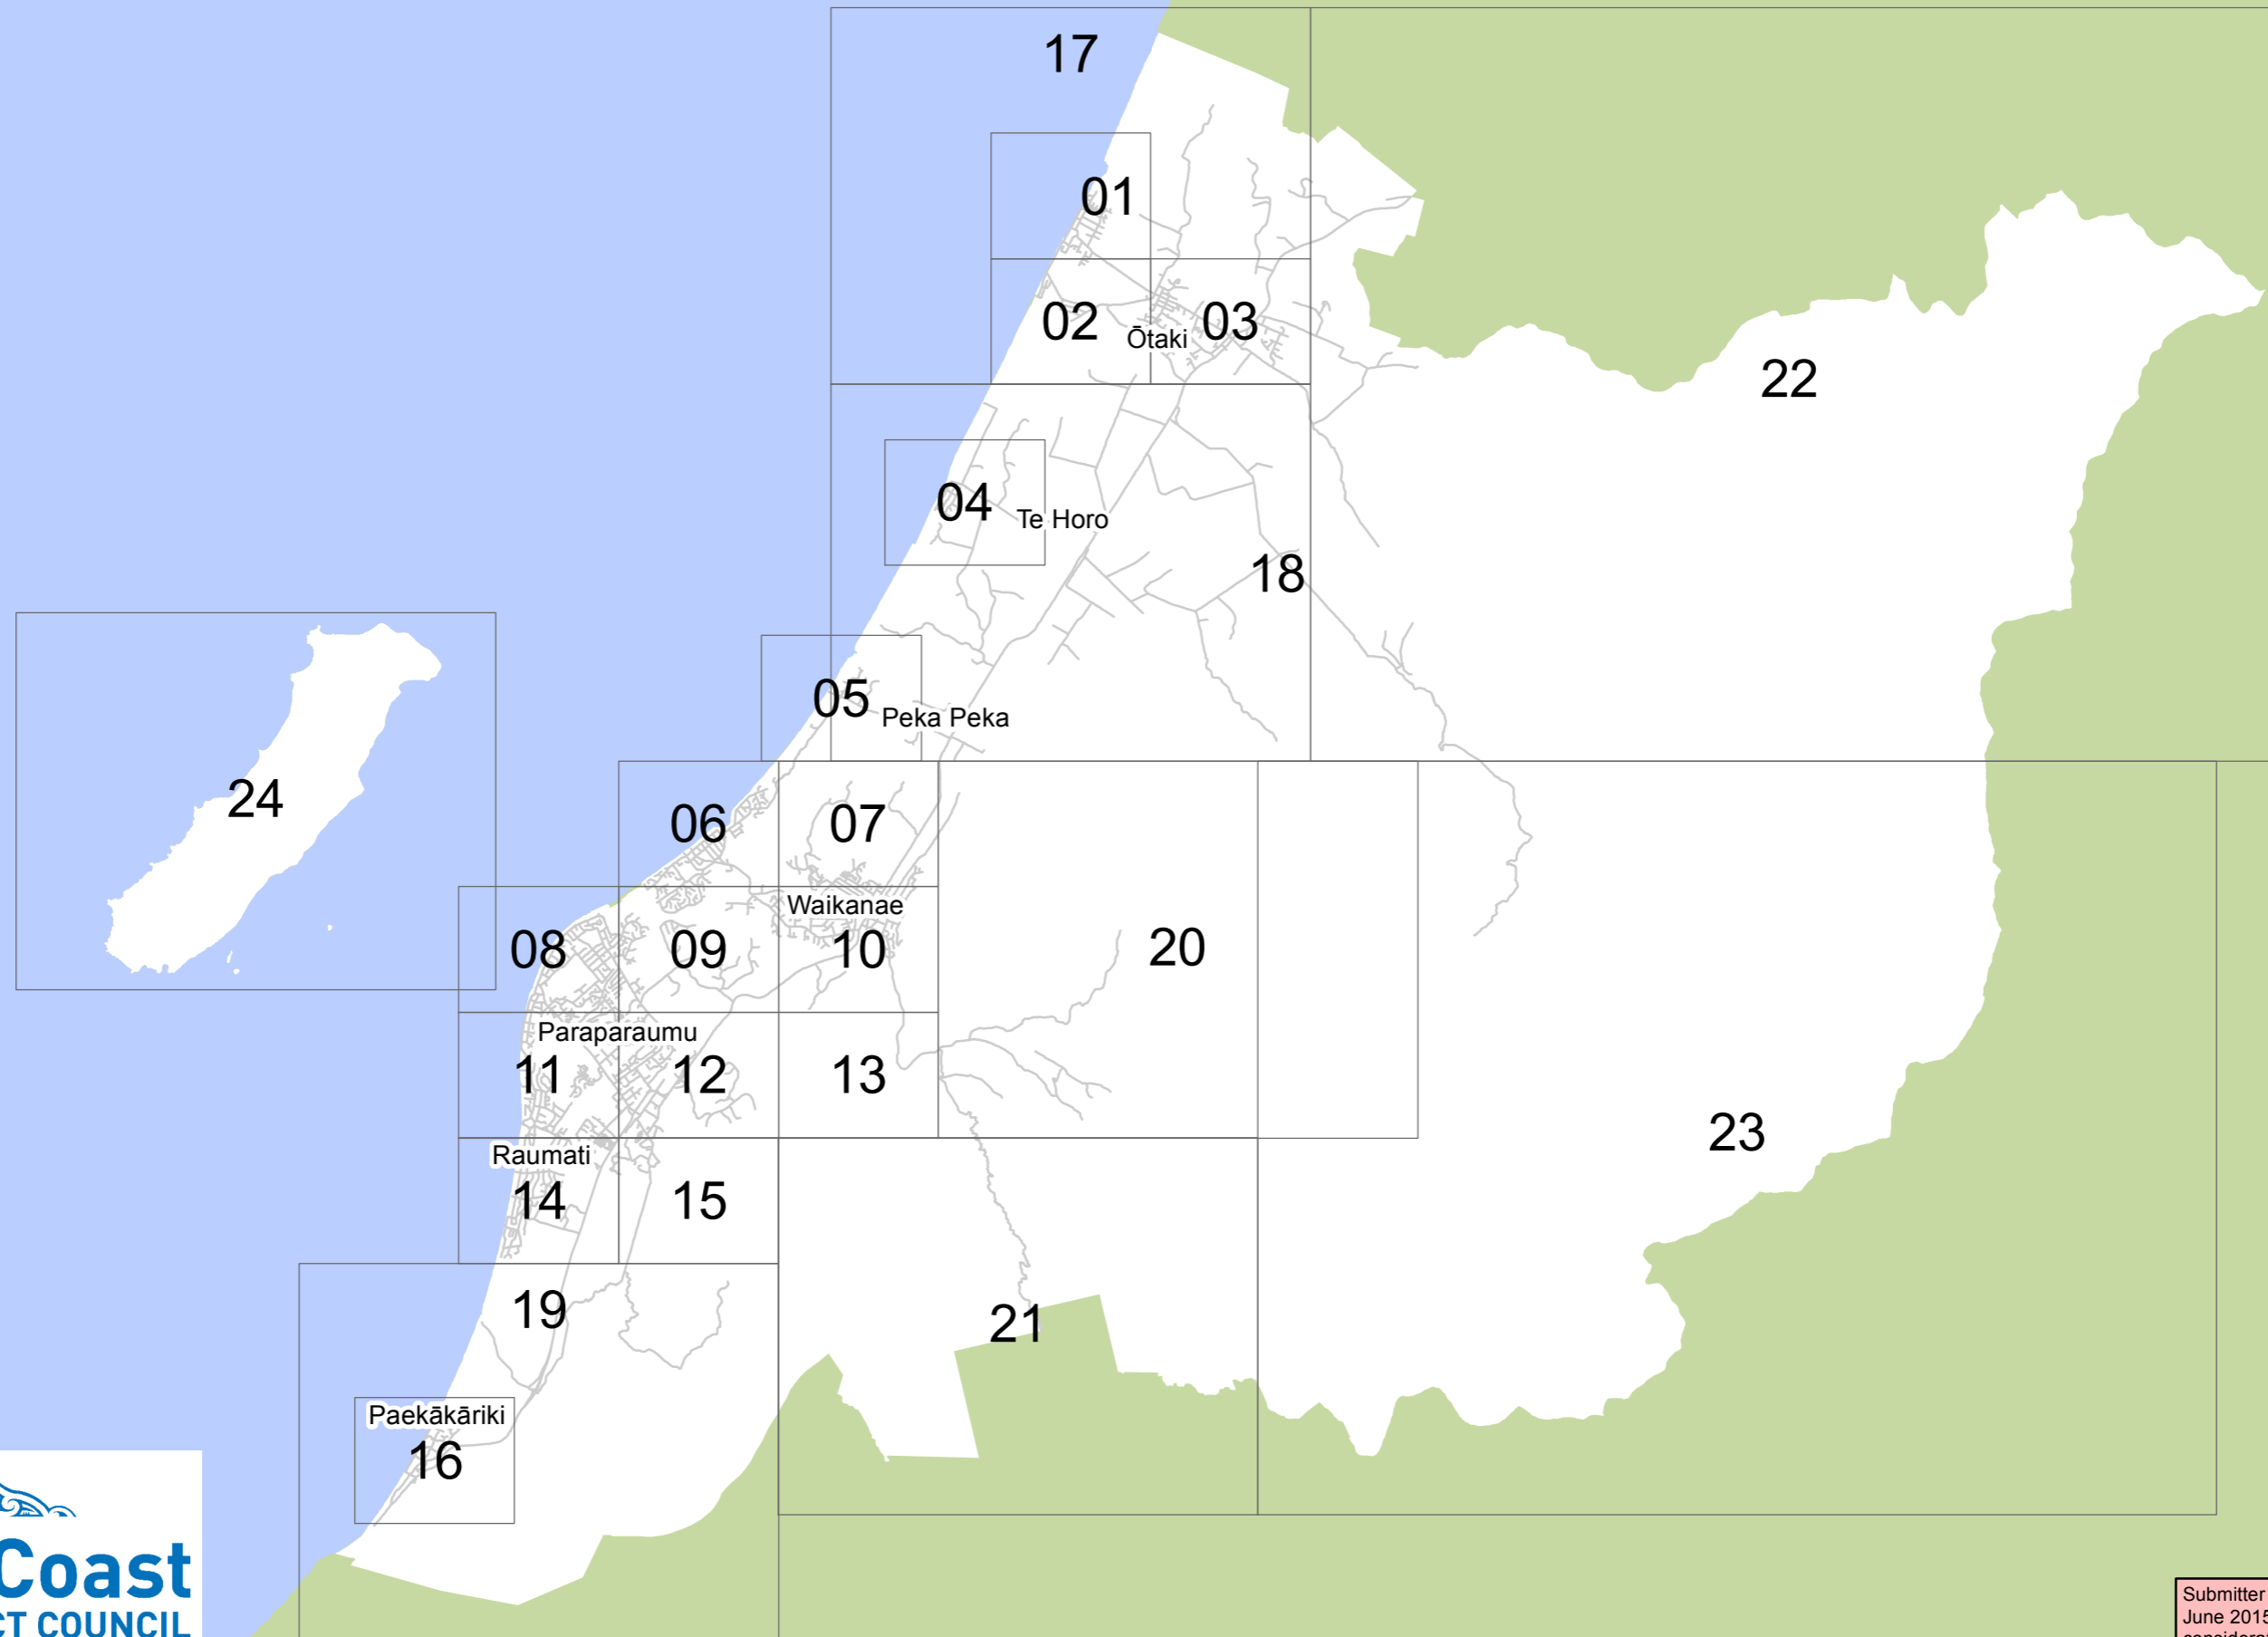 17
01
02
Ōtaki
03
22
04
Te Horo
18
05
Peka Peka
24
06
07
Waikanae
08
09
10
20
Paraparaumu
11
12
13
23
Raumati
14
15
19
21
Paekākāriki
16
Coast
CT COUNCIL
Submitter
June 2015